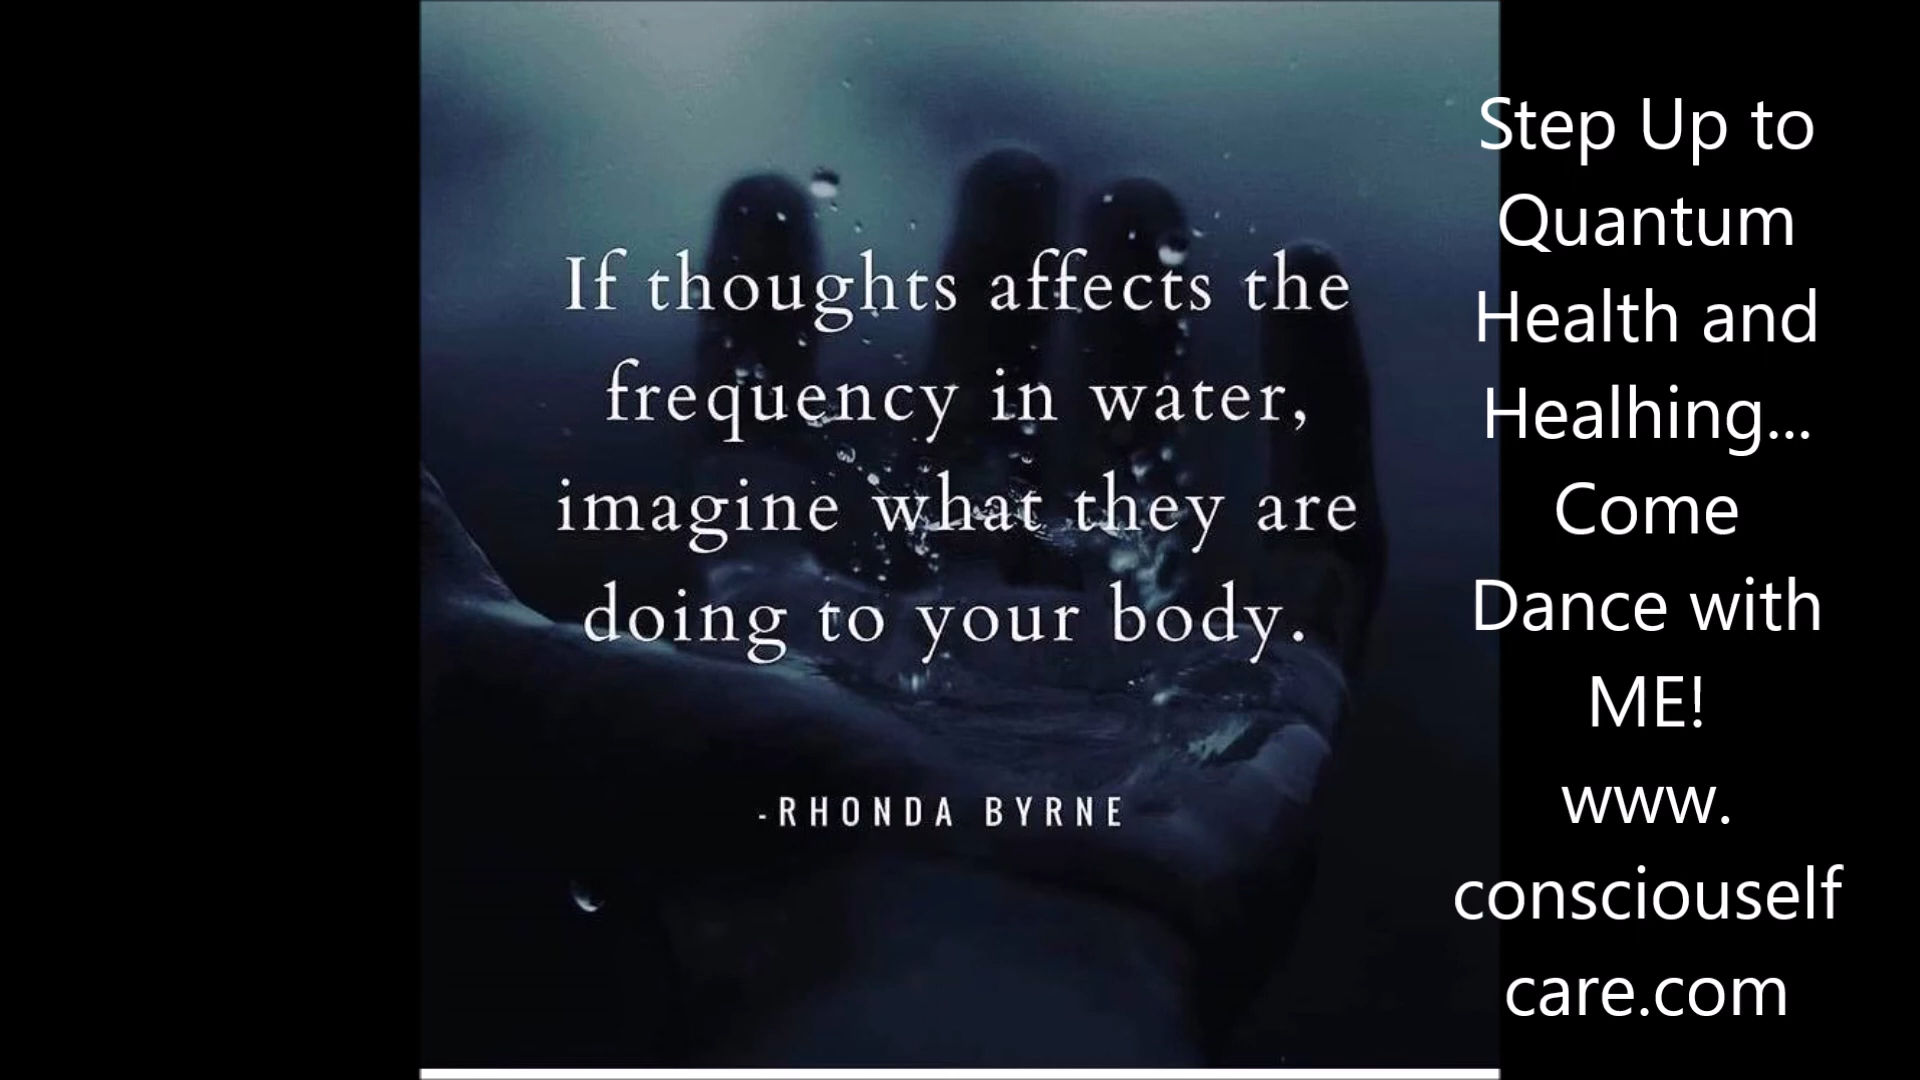 If thoughts affects the
frequency in water,
imagine what they are
doing to your body.
-RHONDA BYRNE
Step Up to
Quantum
Health and
Healhing...
Come
Dance with
ME!
www.
consciouself
care.com